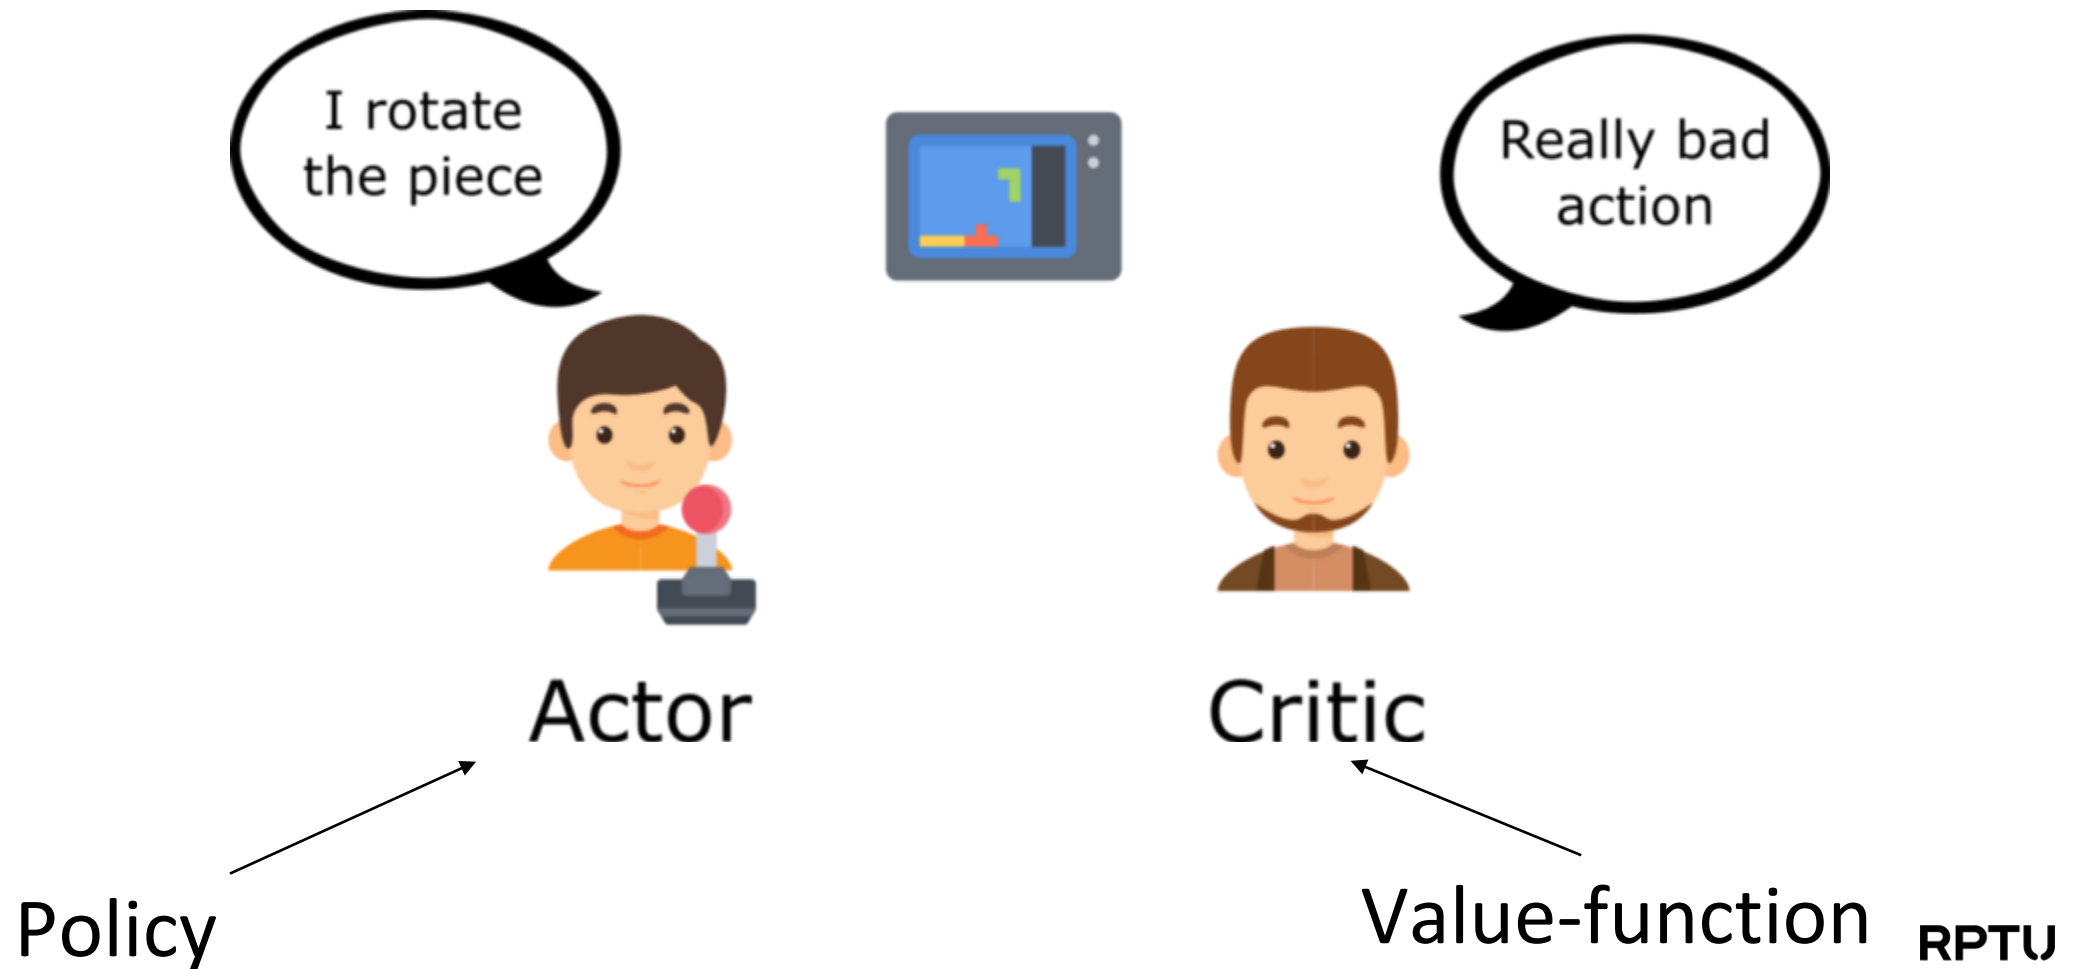 I rotate
the piece
Really bad
action
Actor
Critic
Policy
Value-function
RPTU